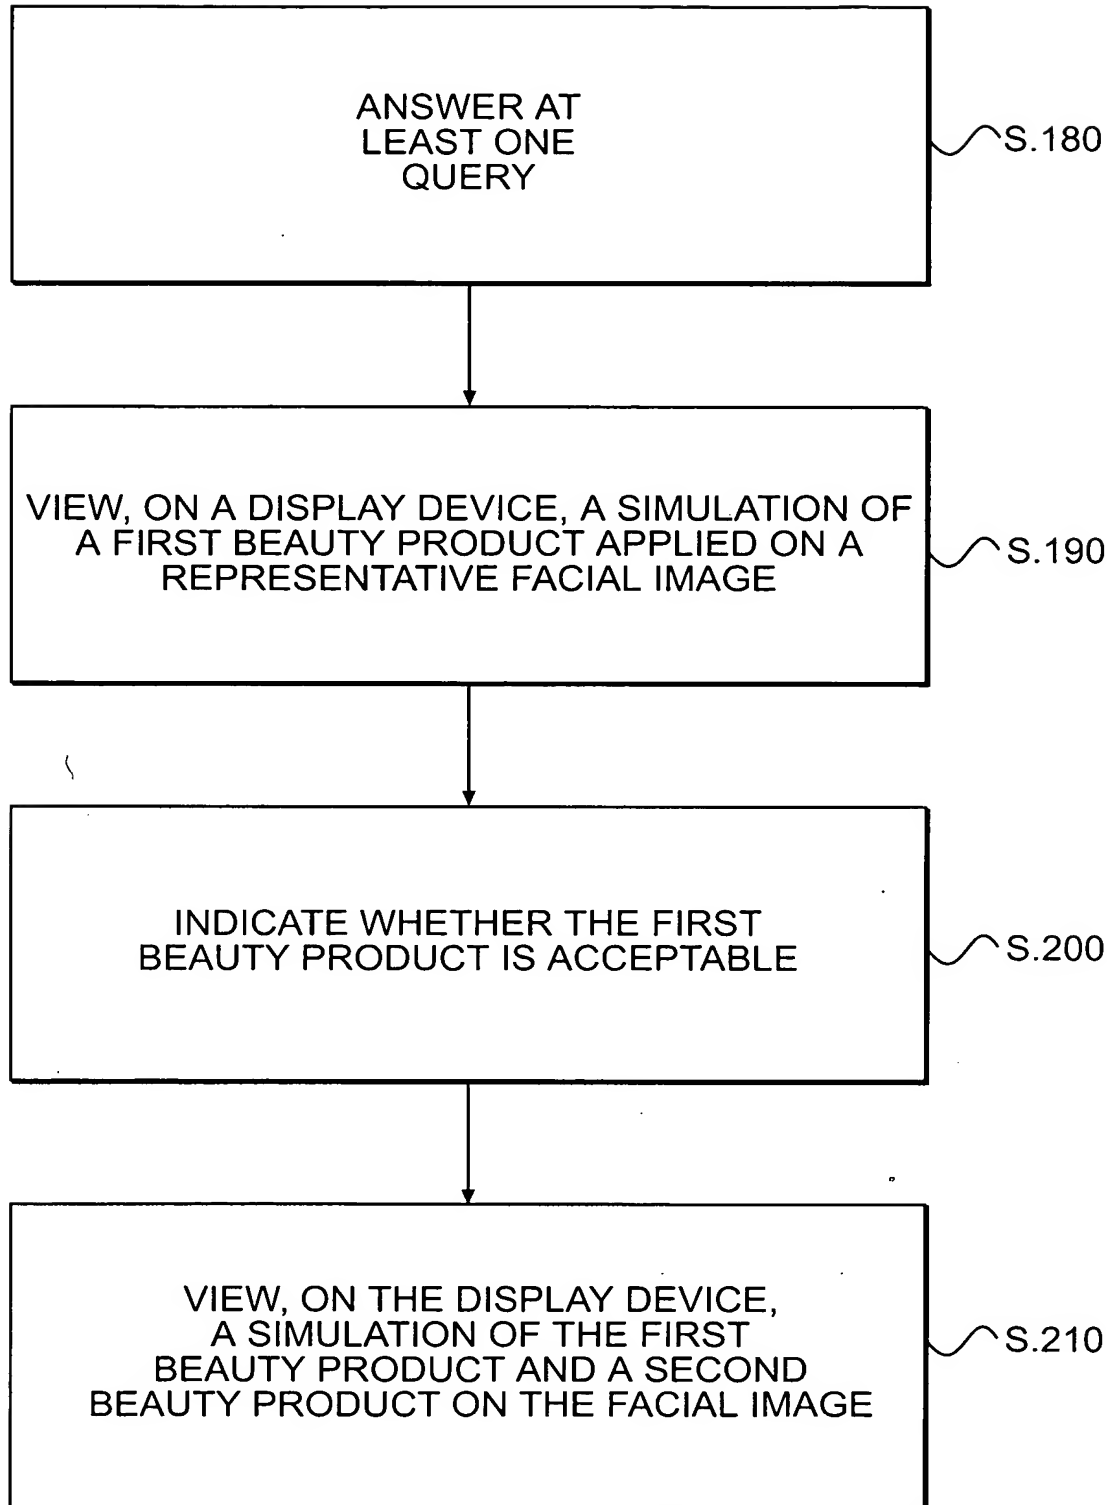 ANSWER AT
LEAST ONE
QUERY
S.180
VIEW, ON A DISPLAY DEVICE, A SIMULATION OF
A FIRST BEAUTY PRODUCT APPLIED ON A
REPRESENTATIVE FACIAL IMAGE
S.190
INDICATE WHETHER THE FIRST
BEAUTY PRODUCT IS ACCEPTABLE
S.200
VIEW, ON THE DISPLAY DEVICE,
A SIMULATION OF THE FIRST
BEAUTY PRODUCT AND A SECOND
BEAUTY PRODUCT ON THE FACIAL IMAGE
S.210